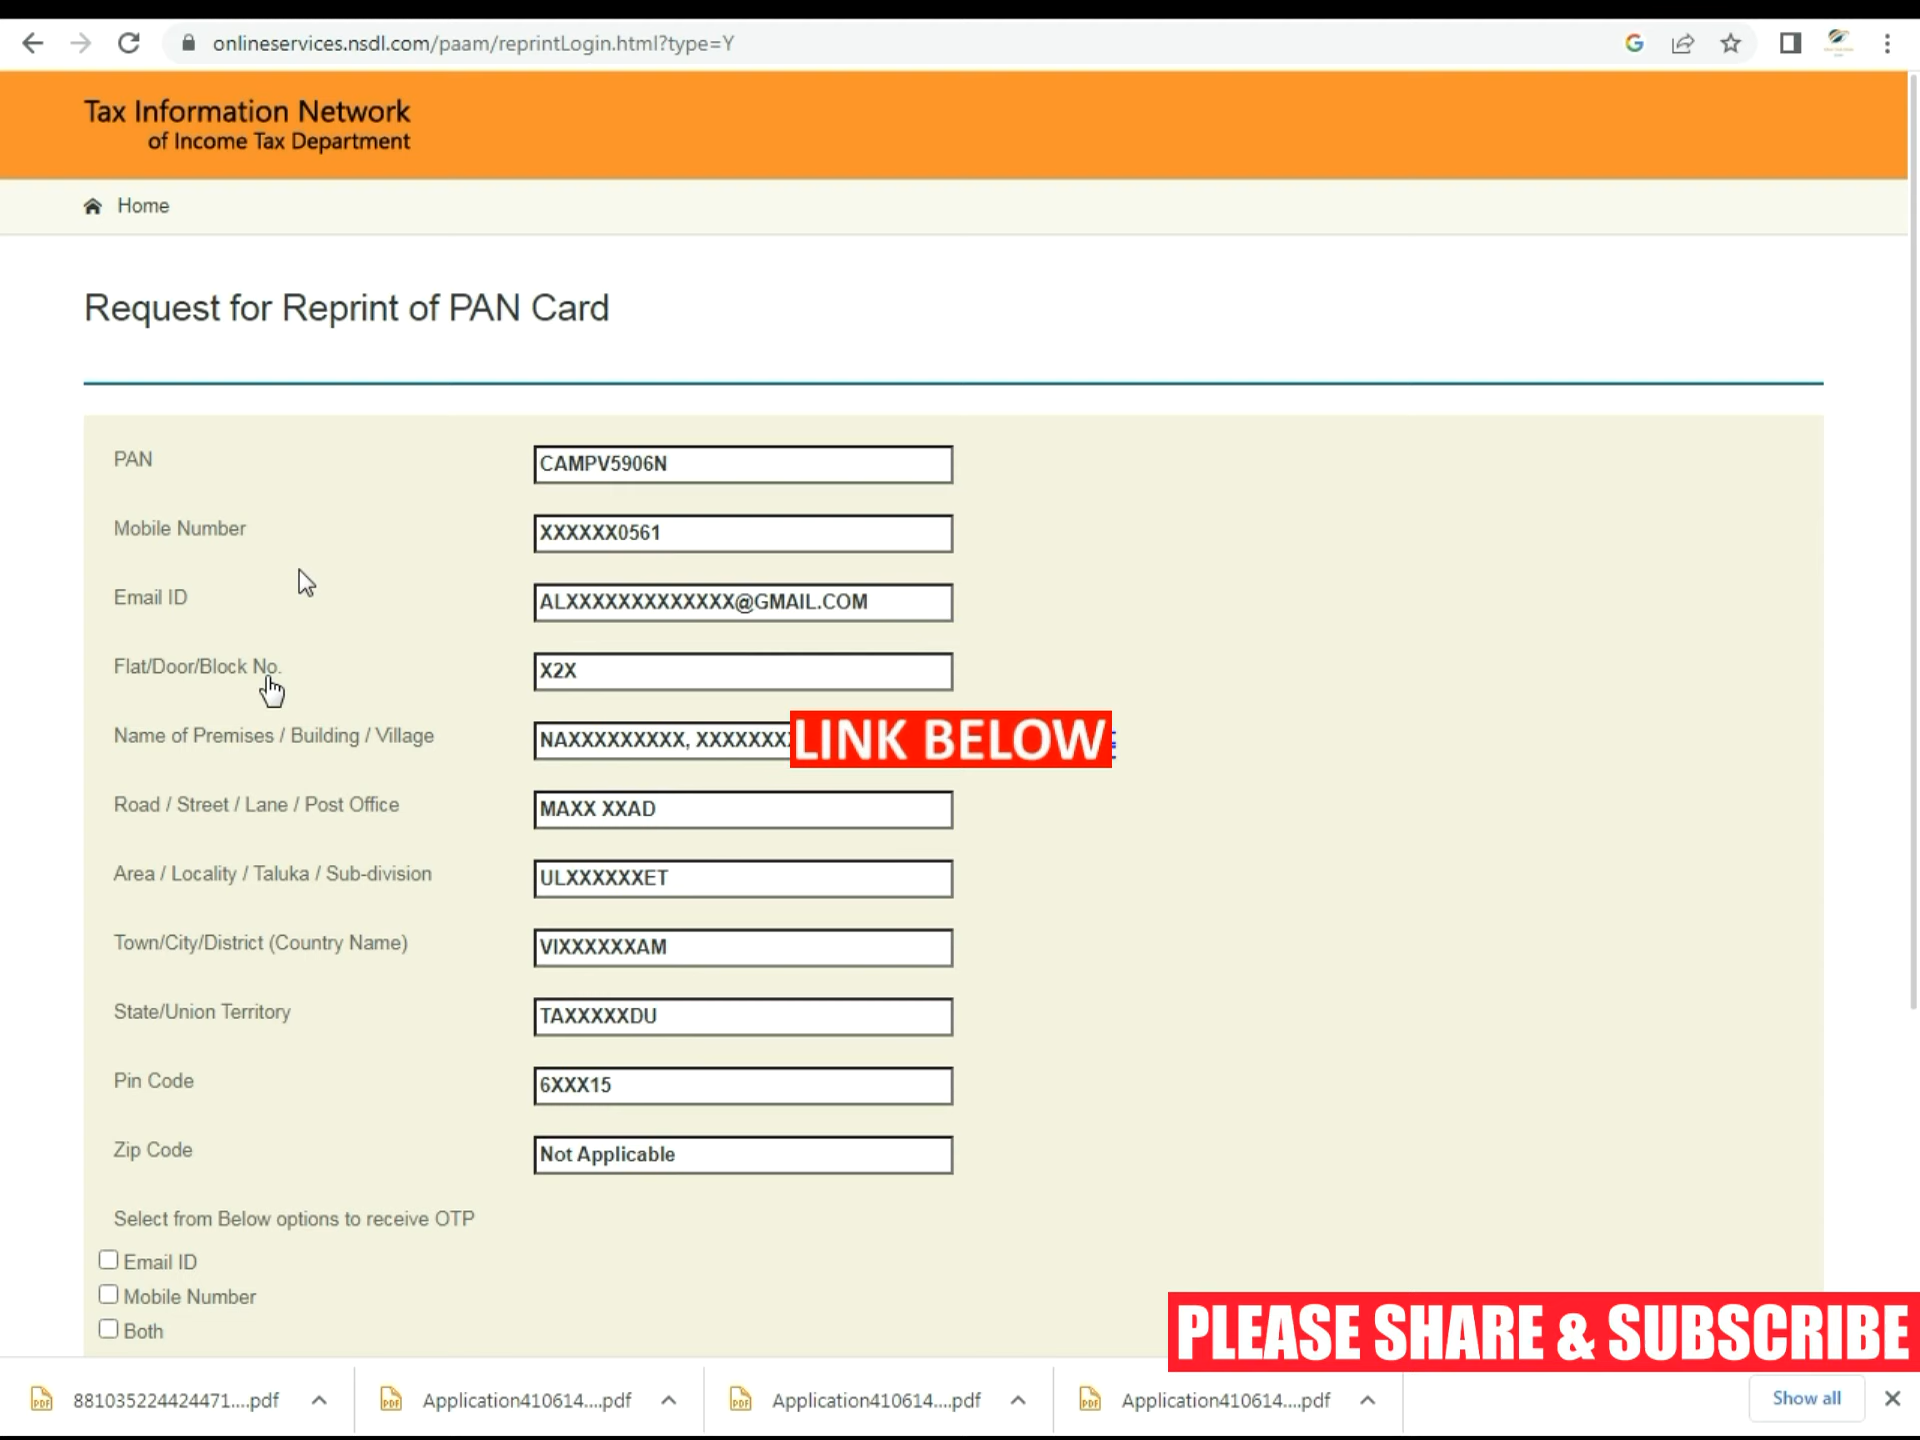 onlineservices.nsdl.com/paam/reprintLogin.html?type=Y
Tax Information Network
of Income Tax Department
Home
Request for Reprint of PAN Card
PAN CAMPV5906N
Mobile Number XXXXXX0561
Email ID ALXXXXXXXXXXXXX@GMAIL.COM
Flat/Door/Block No. X2X
Name of Premises / Building / Village NAXXXXXXXXX, XXXXXXX
LINK BELOW
Road / Street / Lane / Post Office MAXX XXAD
Area / Locality / Taluka / Sub-division ULXXXXXXET
Town/City/District (Country Name) VIXXXXXXAM
State/Union Territory TAXXXXXDU
Pin Code 6XXX15
Zip Code Not Applicable
Select from Below options to receive OTP
Email ID
Mobile Number
Both
PLEASE SHARE & SUBSCRIBE
881035224424471....pdf Application410614....pdf Application410614....pdf Application410614....pdf Show all